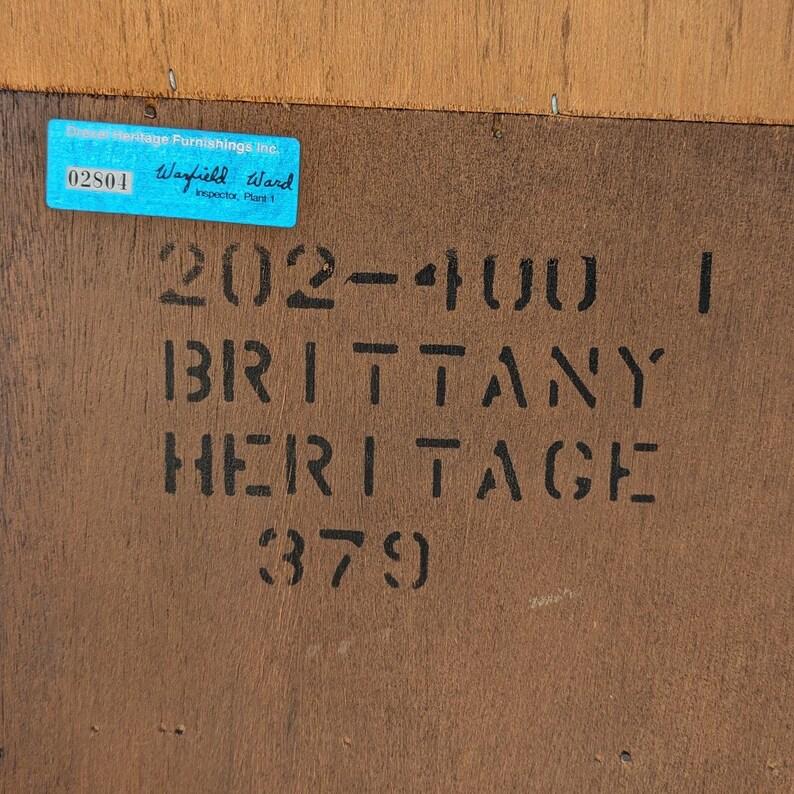 Drexel Heritage Furnishings Inc.
02804 Warfield Ward
Inspector, Plant 1
202-400 1
BRITTANY
HERITAGE
379